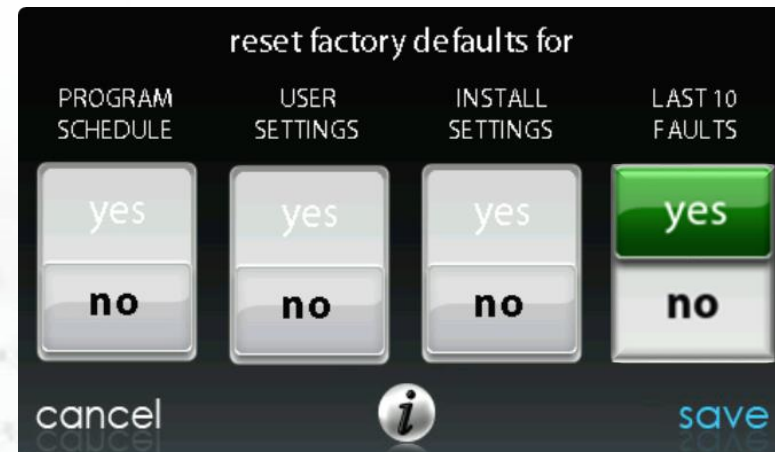 reset factory defaults for
PROGRAM SCHEDULE
USER SETTINGS
INSTALL SETTINGS
LAST 10 FAULTS
yes
no
yes
no
yes
no
yes
no
cancel
i
save